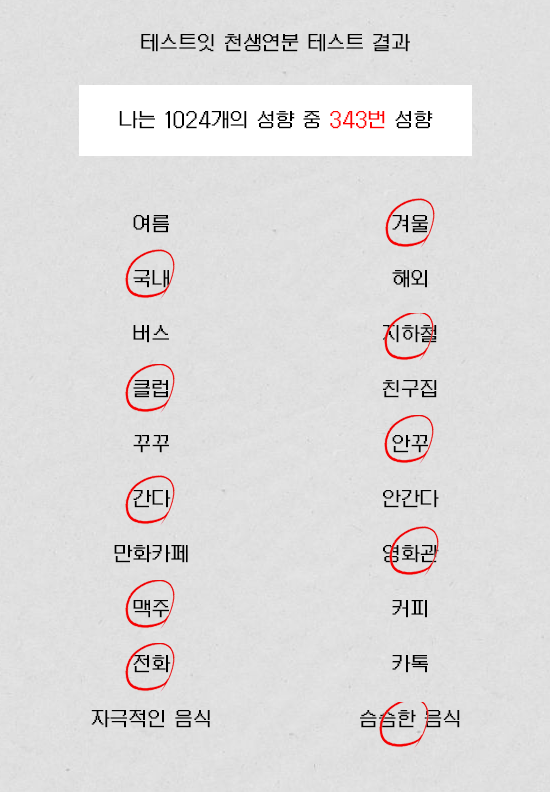 테스트잇 천생연분 테스트 결과
나는 1024개의 성향 중 343번 성향
여름 겨울
국내 해외
버스 지하철
클럽 친구집
꾸꾸 안꾸
간다 안간다
만화카페 영화관
맥주 커피
전화 카톡
자극적인 음식 슴슴한 음식